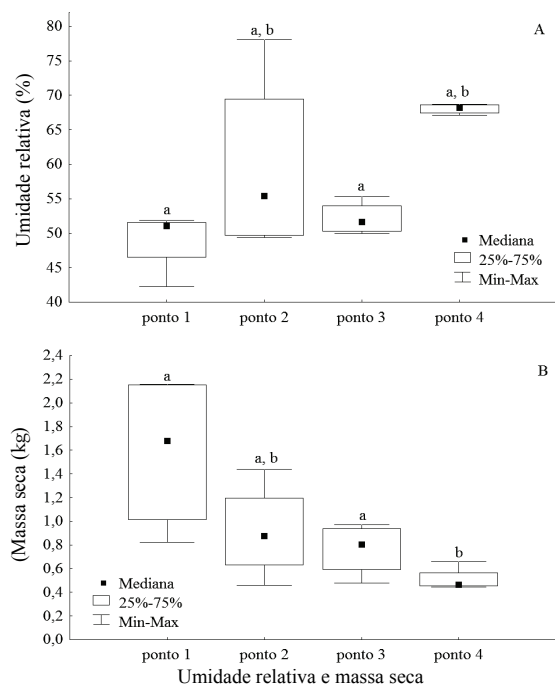 A
80
75
70
65
60
55
50
45
40
Umidade relativa (%)
a
a, b
a
a, b
Mediana
25%-75%
Min-Max
ponto 1
ponto 2
ponto 3
ponto 4
B
2,4
2,2
2,0
1,8
1,6
1,4
1,2
1,0
0,8
0,6
0,4
0,2
0,0
(Massa seca (kg)
a
a, b
a
b
Mediana
25%-75%
Min-Max
ponto 1
ponto 2
ponto 3
ponto 4
Umidade relativa e massa seca